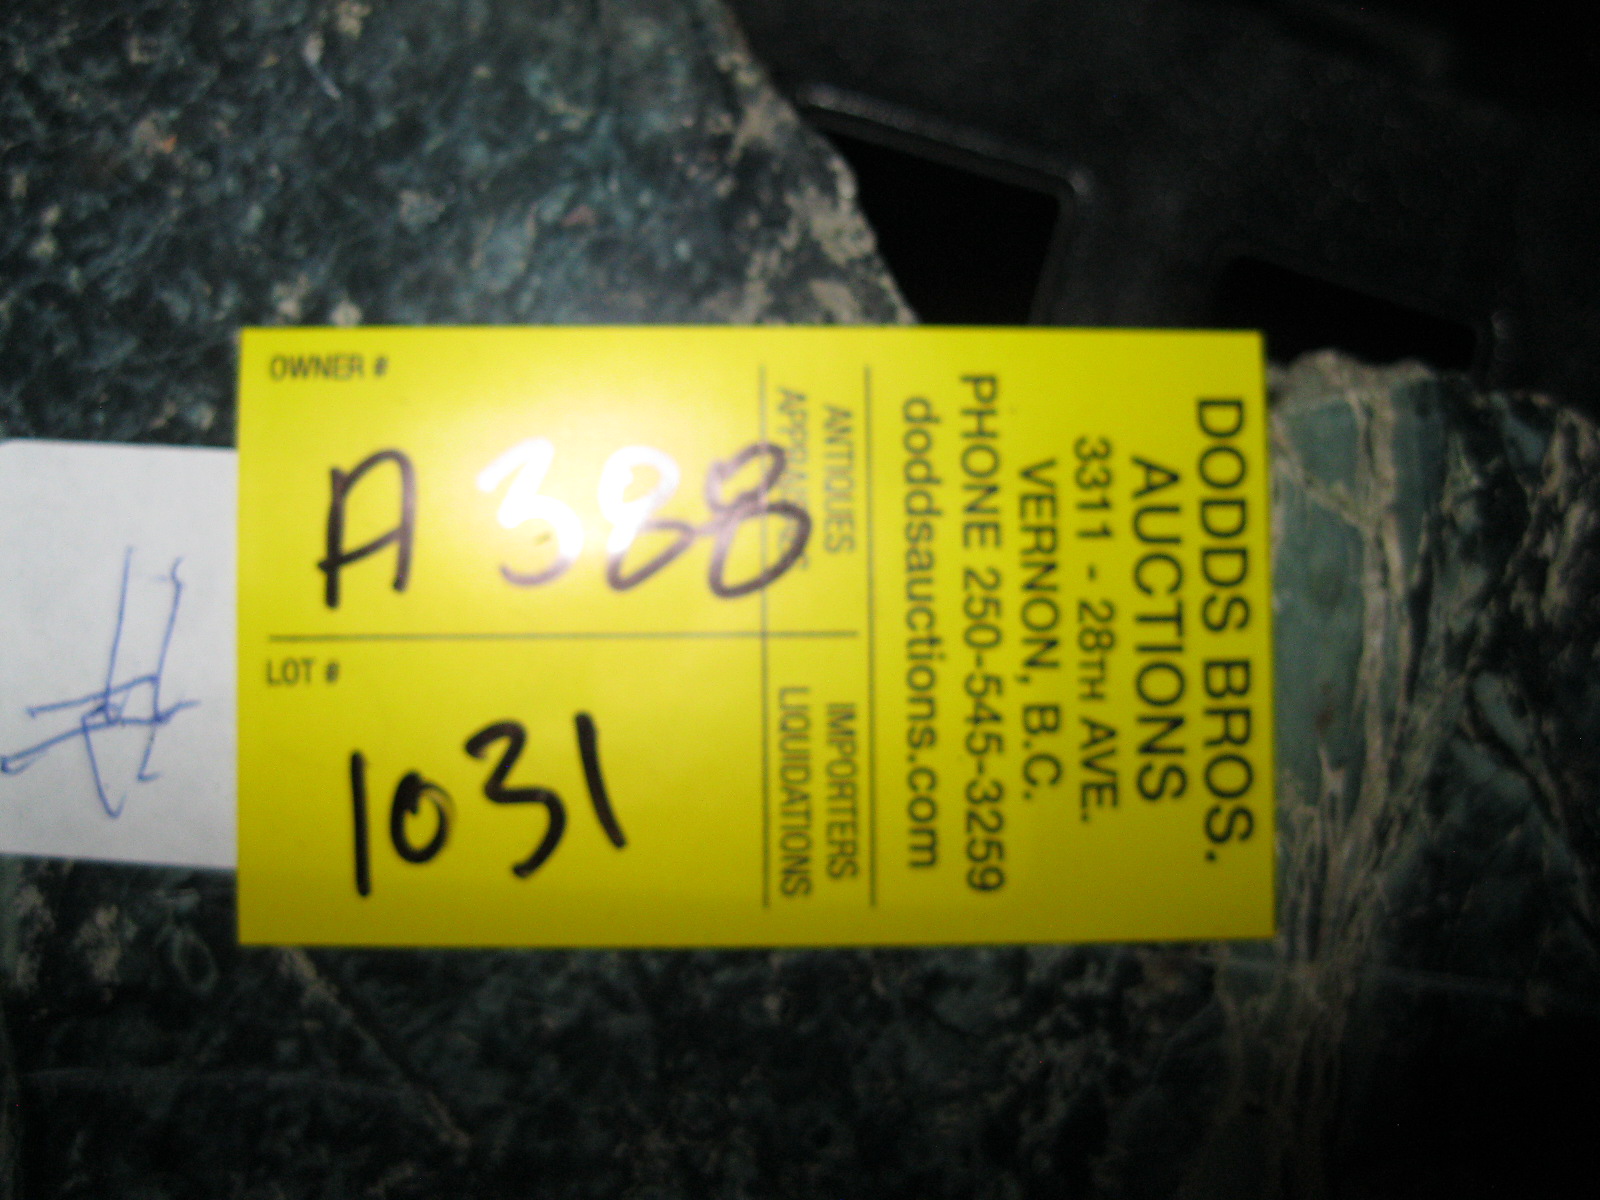 DODDS BROS.
AUCTIONS
3311 - 28TH AVE.
VERNON, B.C.
PHONE 250-545-3259
doddsauctions.com
ANTIQUES IMPORTERS
APPRAISERS LIQUIDATIONS
OWNER #
A 388
LOT #
1031